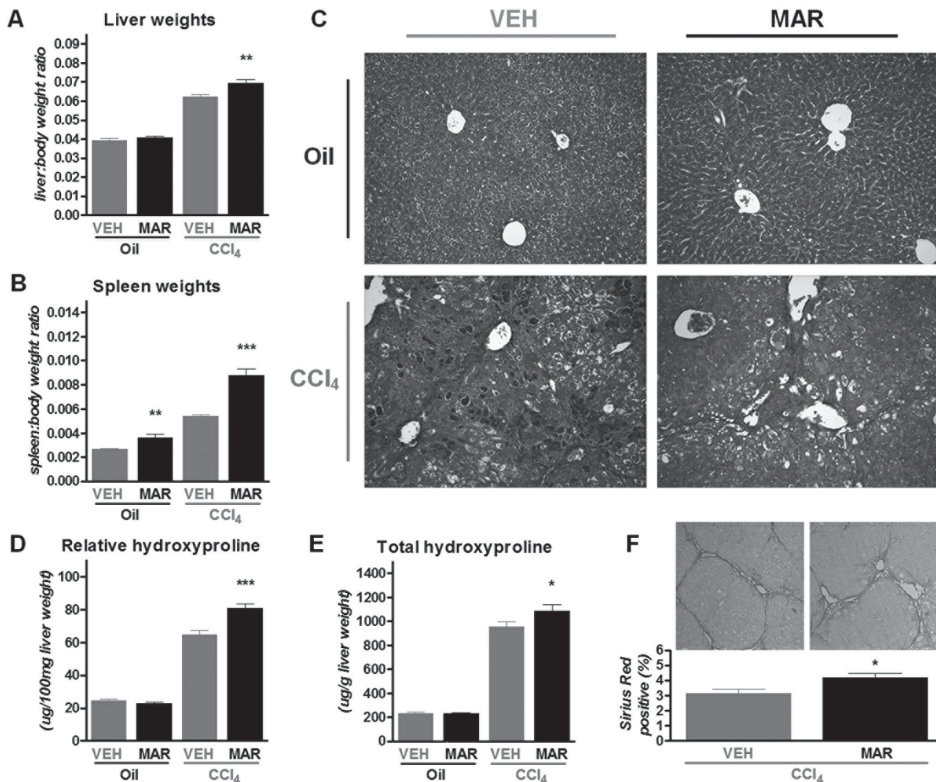 A
Liver weights
liver:body weight ratio
0.09
0.08
0.07
0.06
0.05
0.04
0.03
0.02
0.01
0.00
**
VEH MAR VEH MAR
Oil CCl₄
B
Spleen weights
spleen:body weight ratio
0.014
0.012
0.010
0.008
0.006
0.004
0.002
0.000
** ***
VEH MAR VEH MAR
Oil CCl₄
C
VEH MAR
Oil
CCl₄
D
Relative hydroxyproline
(ug/100mg liver weight)
100
80
60
40
20
0
***
VEH MAR VEH MAR
Oil CCl₄
E
Total hydroxyproline
(ug/g liver weight)
1400
1200
1000
800
600
400
200
0
*
VEH MAR VEH MAR
Oil CCl₄
F
Sirius Red
positive (%)
6
5
4
3
2
1
0
*
VEH MAR
CCl₄